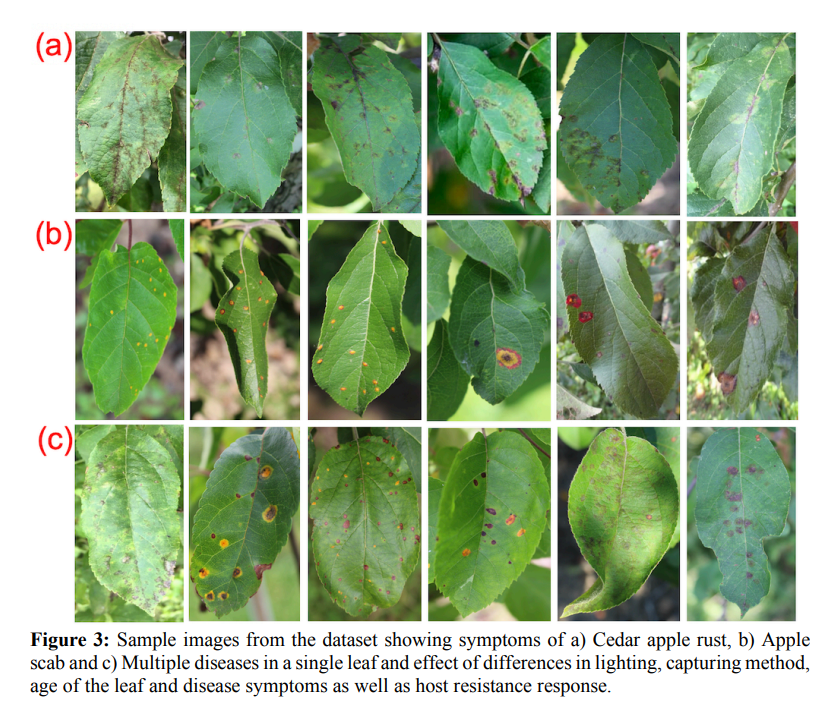 (a)
(b)
(c)
Figure 3: Sample images from the dataset showing symptoms of a) Cedar apple rust, b) Apple
scab and c) Multiple diseases in a single leaf and effect of differences in lighting, capturing method,
age of the leaf and disease symptoms as well as host resistance response.